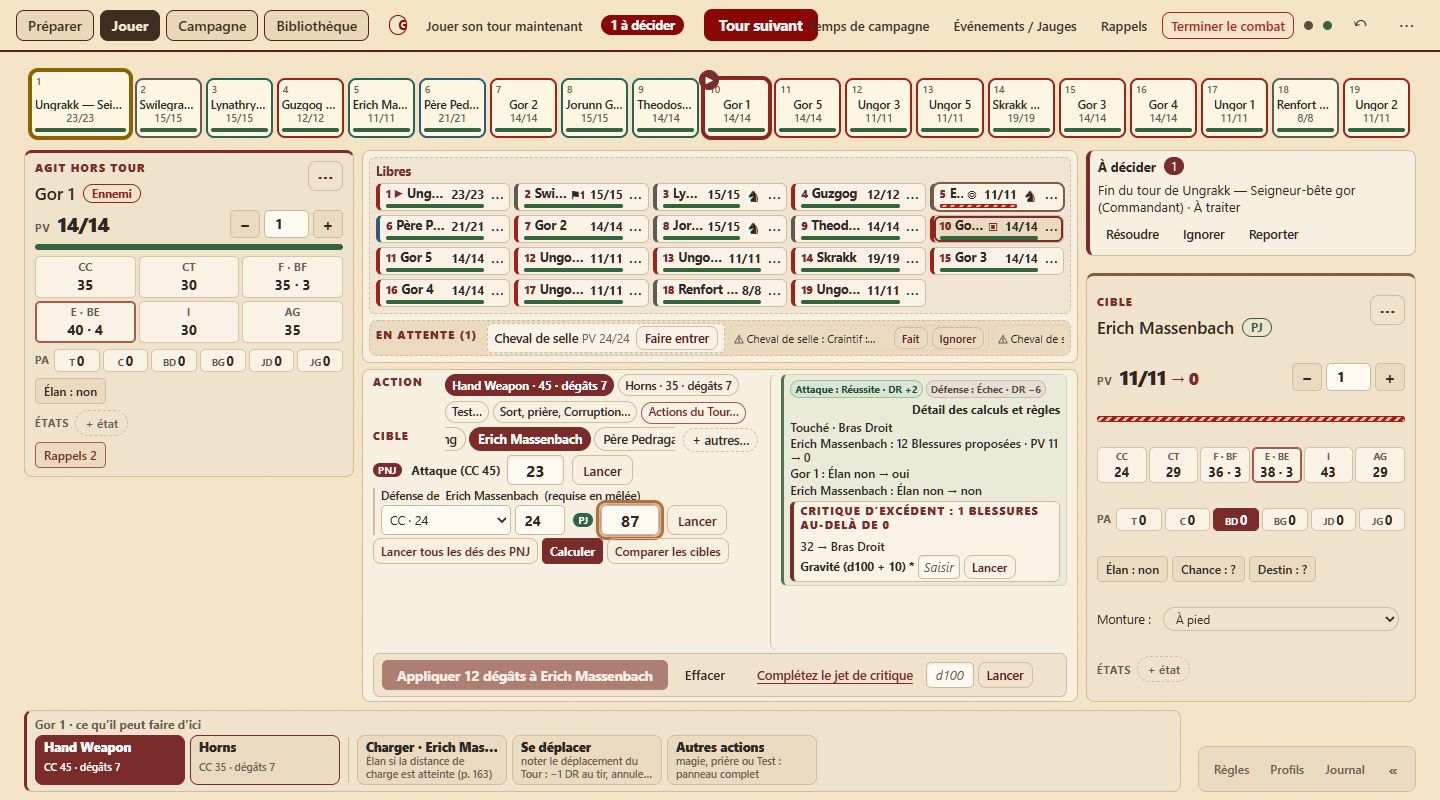 Préparer Jouer Campagne Bibliothèque G Jouer son tour maintenant 1 à décider Tour suivant emps de campagne Événements / Jauges Rappels Terminer le combat ...
1 Ungrakk — Sei... 23/23
2 Swilegra... 15/15
3 Lynathry... 15/15
4 Guzgog ... 12/12
5 Erich Ma... 11/11
6 Père Ped... 21/21
7 Gor 2 14/14
8 Jorunn G... 15/15
9 Theodos... 14/14
10 Gor 1 14/14
11 Gor 5 14/14
12 Ungor 3 11/11
13 Ungor 5 11/11
14 Skrakk ... 19/19
15 Gor 3 14/14
16 Gor 4 14/14
17 Ungor 1 11/11
18 Renfort ... 8/8
19 Ungor 2 11/11
AGIT HORS TOUR
...
Gor 1 Ennemi
PV 14/14 − 1 +
CC 35
CT 30
F · BF 35 · 3
E · BE 40 · 4
I 30
AG 35
PA T 0 C 0 BD 0 BG 0 JD 0 JG 0
Élan : non
ÉTATS + état
Rappels 2
Libres
1 Ung... 23/23 ...
2 Swi... 1 15/15 ...
3 Ly... 15/15 ...
4 Guzgog 12/12 ...
5 E.. 11/11 ...
6 Père P... 21/21 ...
7 Gor 2 14/14 ...
8 Jor... 15/15 ...
9 Theod... 14/14 ...
10 Go... 14/14 ...
11 Gor 5 14/14 ...
12 Ungo... 11/11 ...
13 Ungo... 11/11 ...
14 Skrakk 19/19 ...
15 Gor 3 14/14 ...
16 Gor 4 14/14 ...
17 Ungo... 11/11 ...
18 Renfort ... 8/8 ...
19 Ungo... 11/11 ...
EN ATTENTE (1) Cheval de selle PV 24/24 Faire entrer ⚠ Cheval de selle : Craintif :... Fait Ignorer ⚠ Cheval de s
ACTION Hand Weapon · 45 · dégâts 7 Horns · 35 · dégâts 7
Test... Sort, prière, Corruption... Actions du Tour...
CIBLE ng Erich Massenbach Père Pedraga + autres...
PNJ Attaque (CC 45) 23 Lancer
Défense de Erich Massenbach (requise en mêlée)
CC · 24 24 PJ 87 Lancer
Lancer tous les dés des PNJ Calculer Comparer les cibles
Attaque : Réussite · DR +2 Défense : Échec · DR −6
Détail des calculs et règles
Touché · Bras Droit
Erich Massenbach : 12 Blessures proposées · PV 11
→ 0
Gor 1 : Élan non → oui
Erich Massenbach : Élan non → non
CRITIQUE D'EXCÉDENT : 1 BLESSURES
AU-DELÀ DE 0
32 → Bras Droit
Gravité (d100 + 10) * Saisir Lancer
Appliquer 12 dégâts à Erich Massenbach Effacer Complétez le jet de critique d100 Lancer
À décider 1
Fin du tour de Ungrakk — Seigneur-bête gor
(Commandant) · À traiter
Résoudre Ignorer Reporter
CIBLE
...
Erich Massenbach PJ
PV 11/11 → 0 − 1 +
CC 24
CT 29
F · BF 36 · 3
E · BE 38 · 3
I 43
AG 29
PA T 0 C 0 BD 0 BG 0 JD 0 JG 0
Élan : non Chance : ? Destin : ?
Monture : À pied
ÉTATS + état
Gor 1 · ce qu'il peut faire d'ici
Hand Weapon
CC 45 · dégâts 7
Horns
CC 35 · dégâts 7
Charger · Erich Mas...
Élan si la distance de
charge est atteinte (p. 163)
Se déplacer
noter le déplacement du
Tour : −1 DR au tir, annule...
Autres actions
magie, prière ou Test :
panneau complet
Règles Profils Journal «